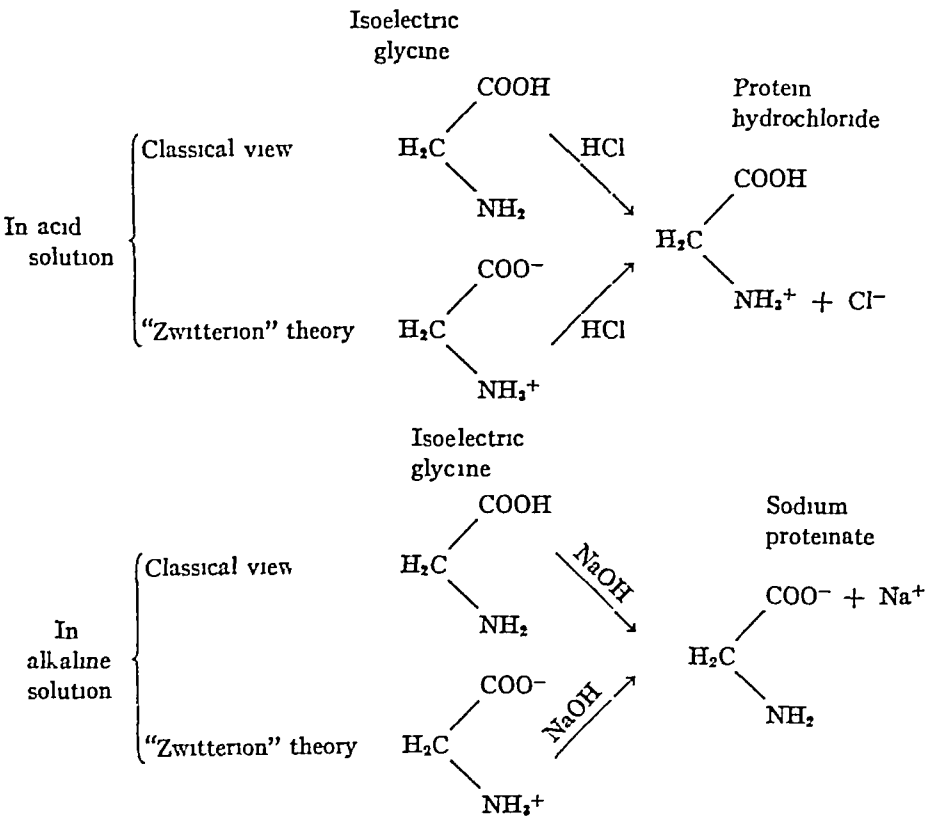 Isoelectric
glycine
COOH
Classical view
H₂C
HCl
NH₂
Protein
hydrochloride
COOH
H₂C
NH₃⁺ + Cl⁻
In acid
solution
COO⁻
"Zwitterion" theory
H₂C
HCl
NH₃⁺
Isoelectric
glycine
COOH
Classical view
H₂C
NaOH
NH₂
Sodium
proteinate
COO⁻ + Na⁺
H₂C
NH₂
In
alkaline
solution
COO⁻
"Zwitterion" theory
H₂C
NaOH
NH₃⁺